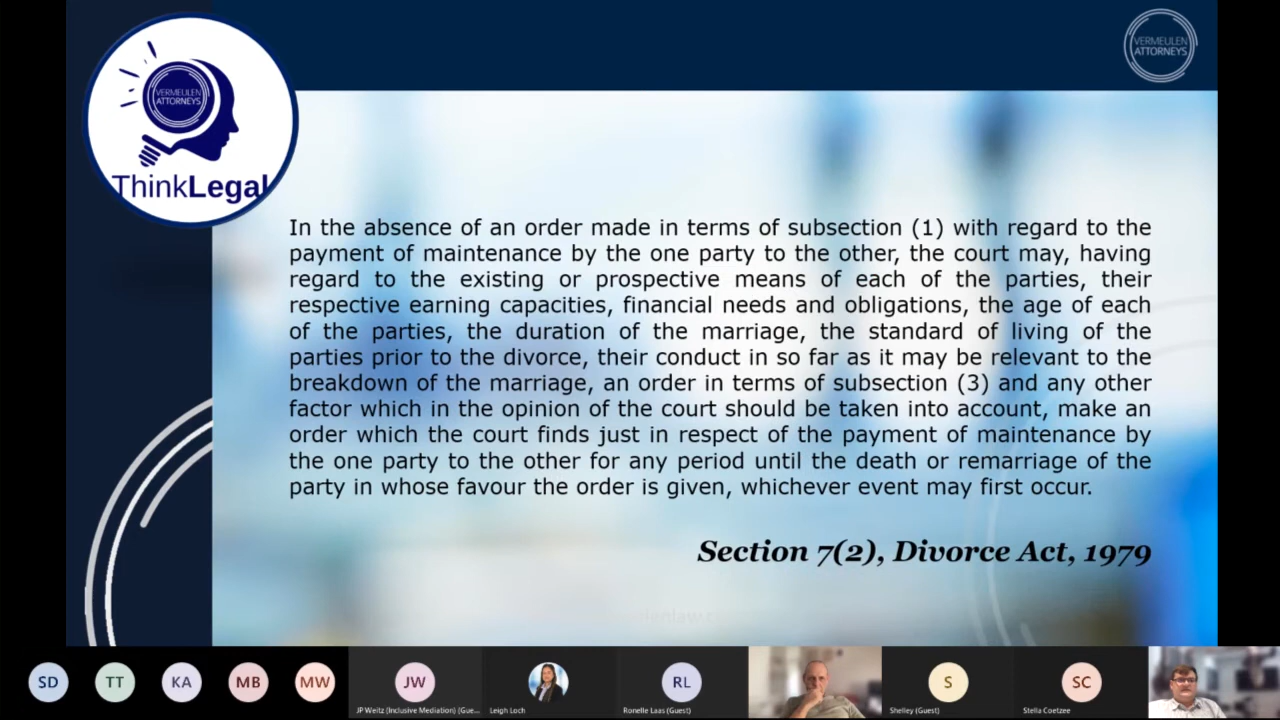 VERMEULEN
ATTORNEYS
VERMEULEN
ATTORNEYS
ThinkLegal
In the absence of an order made in terms of subsection (1) with regard to the
payment of maintenance by the one party to the other, the court may, having
regard to the existing or prospective means of each of the parties, their
respective earning capacities, financial needs and obligations, the age of each
of the parties, the duration of the marriage, the standard of living of the
parties prior to the divorce, their conduct in so far as it may be relevant to the
breakdown of the marriage, an order in terms of subsection (3) and any other
factor which in the opinion of the court should be taken into account, make an
order which the court finds just in respect of the payment of maintenance by
the one party to the other for any period until the death or remarriage of the
party in whose favour the order is given, whichever event may first occur.
Section 7(2), Divorce Act, 1979
SD TT KA MB MW JW RL S SC
JP Weitz (Inclusive Mediation) (Gue... Leigh Loch Ronelle Laas (Guest) Shelley (Guest) Stella Coetzee